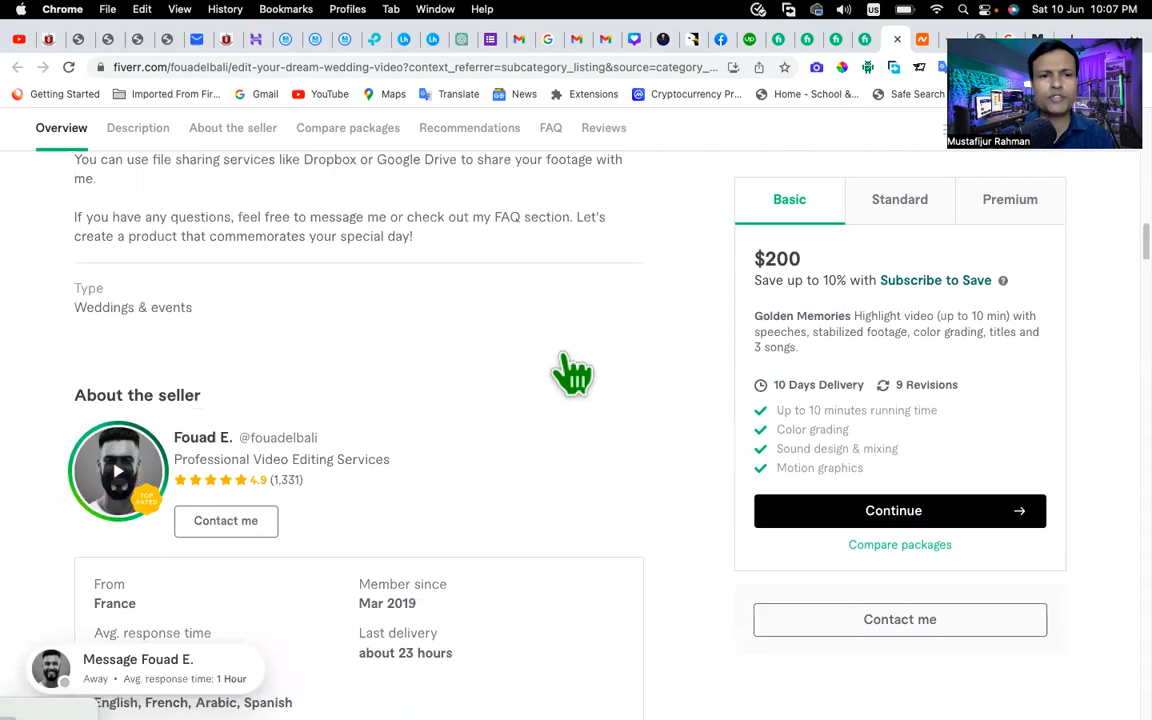 Chrome File Edit View History Bookmarks Profiles Tab Window Help
US
Sat 10 Jun 10:07 PM
fiverr.com/fouadelbali/edit-your-dream-wedding-video?context_referrer=subcategory_listing&source=category_...
Getting Started
Imported From Fir...
Gmail
YouTube
Maps
Translate
News
Extensions
Cryptocurrency Pr...
Home - School &...
Safe Search
Mustafijur Rahman
Overview Description About the seller Compare packages Recommendations FAQ Reviews
You can use file sharing services like Dropbox or Google Drive to share your footage with
me.
If you have any questions, feel free to message me or check out my FAQ section. Let's
create a product that commemorates your special day!
Type
Weddings & events
About the seller
TOP
RATED
Fouad E. @fouadelbali
Professional Video Editing Services
4.9 (1,331)
Contact me
From
France
Member since
Mar 2019
Avg. response time
Last delivery
about 23 hours
Message Fouad E.
Away • Avg. response time: 1 Hour
English, French, Arabic, Spanish
Basic Standard Premium
$200
Save up to 10% with Subscribe to Save
Golden Memories Highlight video (up to 10 min) with
speeches, stabilized footage, color grading, titles and
3 songs.
10 Days Delivery 9 Revisions
Up to 10 minutes running time
Color grading
Sound design & mixing
Motion graphics
Continue
Compare packages
Contact me